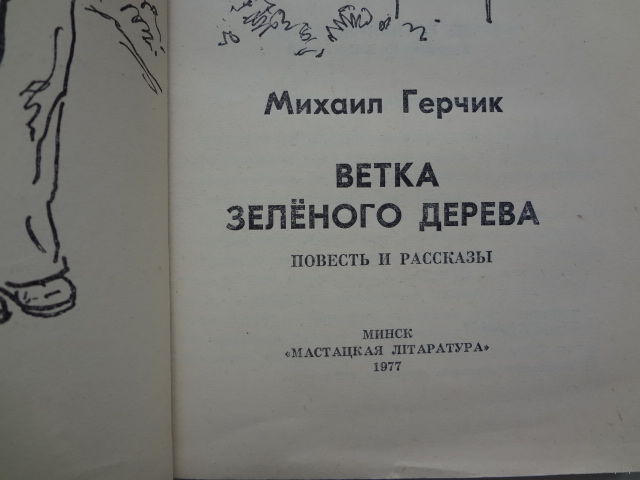 Михаил Герчик
ВЕТКА
ЗЕЛЁНОГО ДЕРЕВА
ПОВЕСТЬ И РАССКАЗЫ
МИНСК
«МАСТАЦКАЯ ЛІТАРАТУРА»
1977